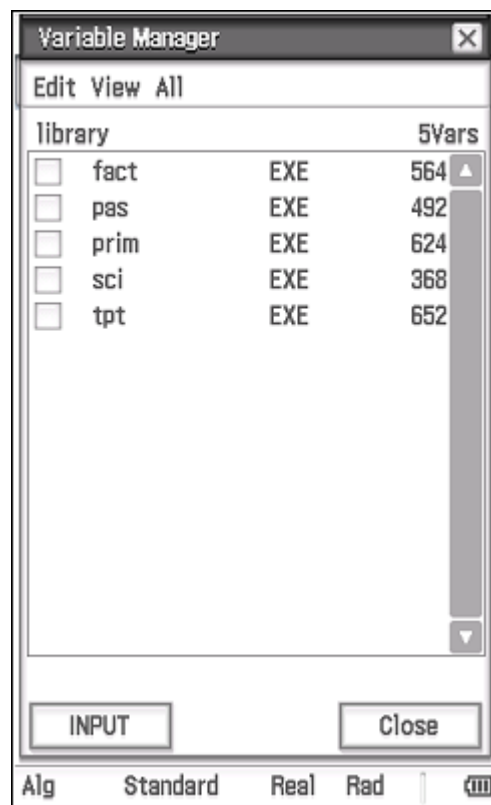 Variable Manager
Edit View All
library 5Vars
fact EXE 564
pas EXE 492
prim EXE 624
sci EXE 368
tpt EXE 652
INPUT Close
Alg Standard Real Rad